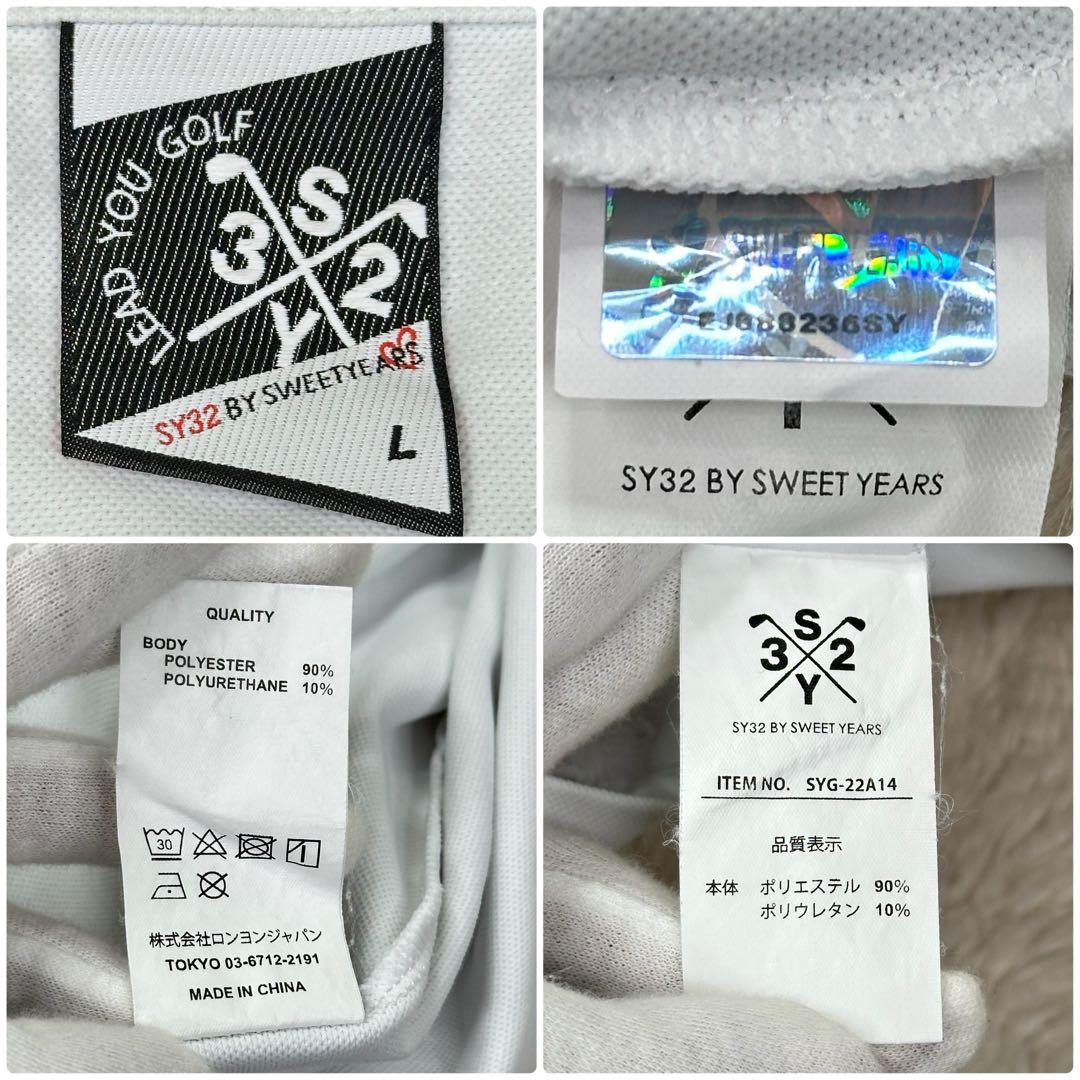 LEAD YOU GOLF
S
3 2
Y
SY32 BY SWEETYEARS
L
SY32 BY SWEET YEARS
QUALITY
BODY
POLYESTER 90%
POLYURETHANE 10%
30
株式会社ロンヨンジャパン
TOKYO 03-6712-2191
MADE IN CHINA
S
3 2
Y
SY32 BY SWEET YEARS
ITEM NO. SYG-22A14
品質表示
本体 ポリエステル 90%
ポリウレタン 10%